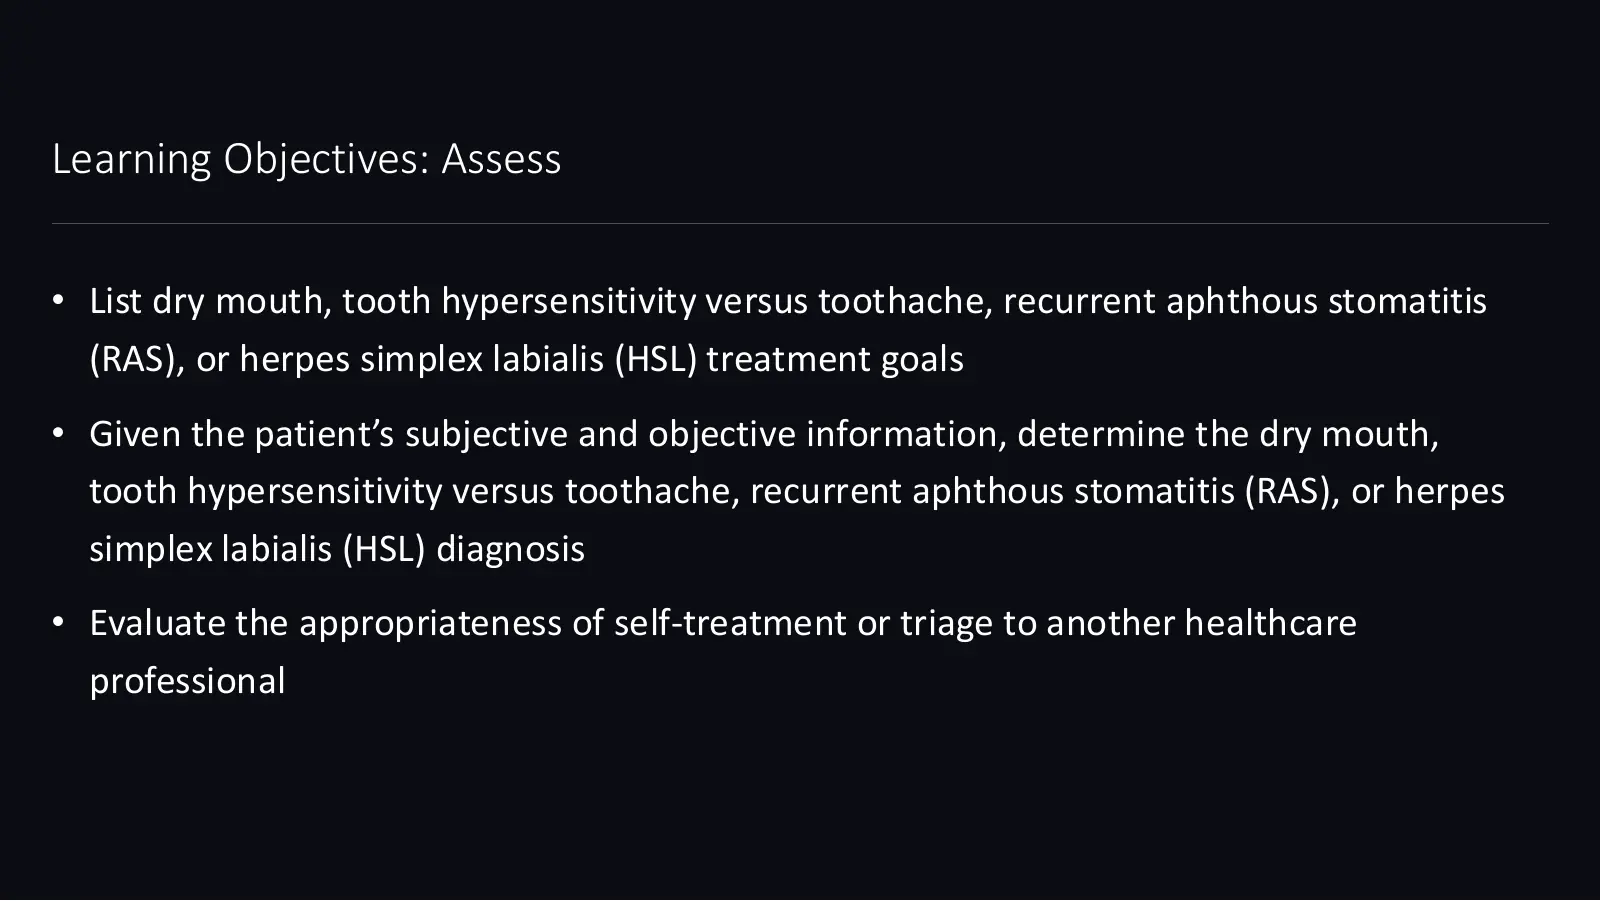 Learning Objectives: Assess
• List dry mouth, tooth hypersensitivity versus toothache, recurrent aphthous stomatitis
(RAS), or herpes simplex labialis (HSL) treatment goals
• Given the patient’s subjective and objective information, determine the dry mouth,
tooth hypersensitivity versus toothache, recurrent aphthous stomatitis (RAS), or herpes
simplex labialis (HSL) diagnosis
• Evaluate the appropriateness of self-treatment or triage to another healthcare
professional